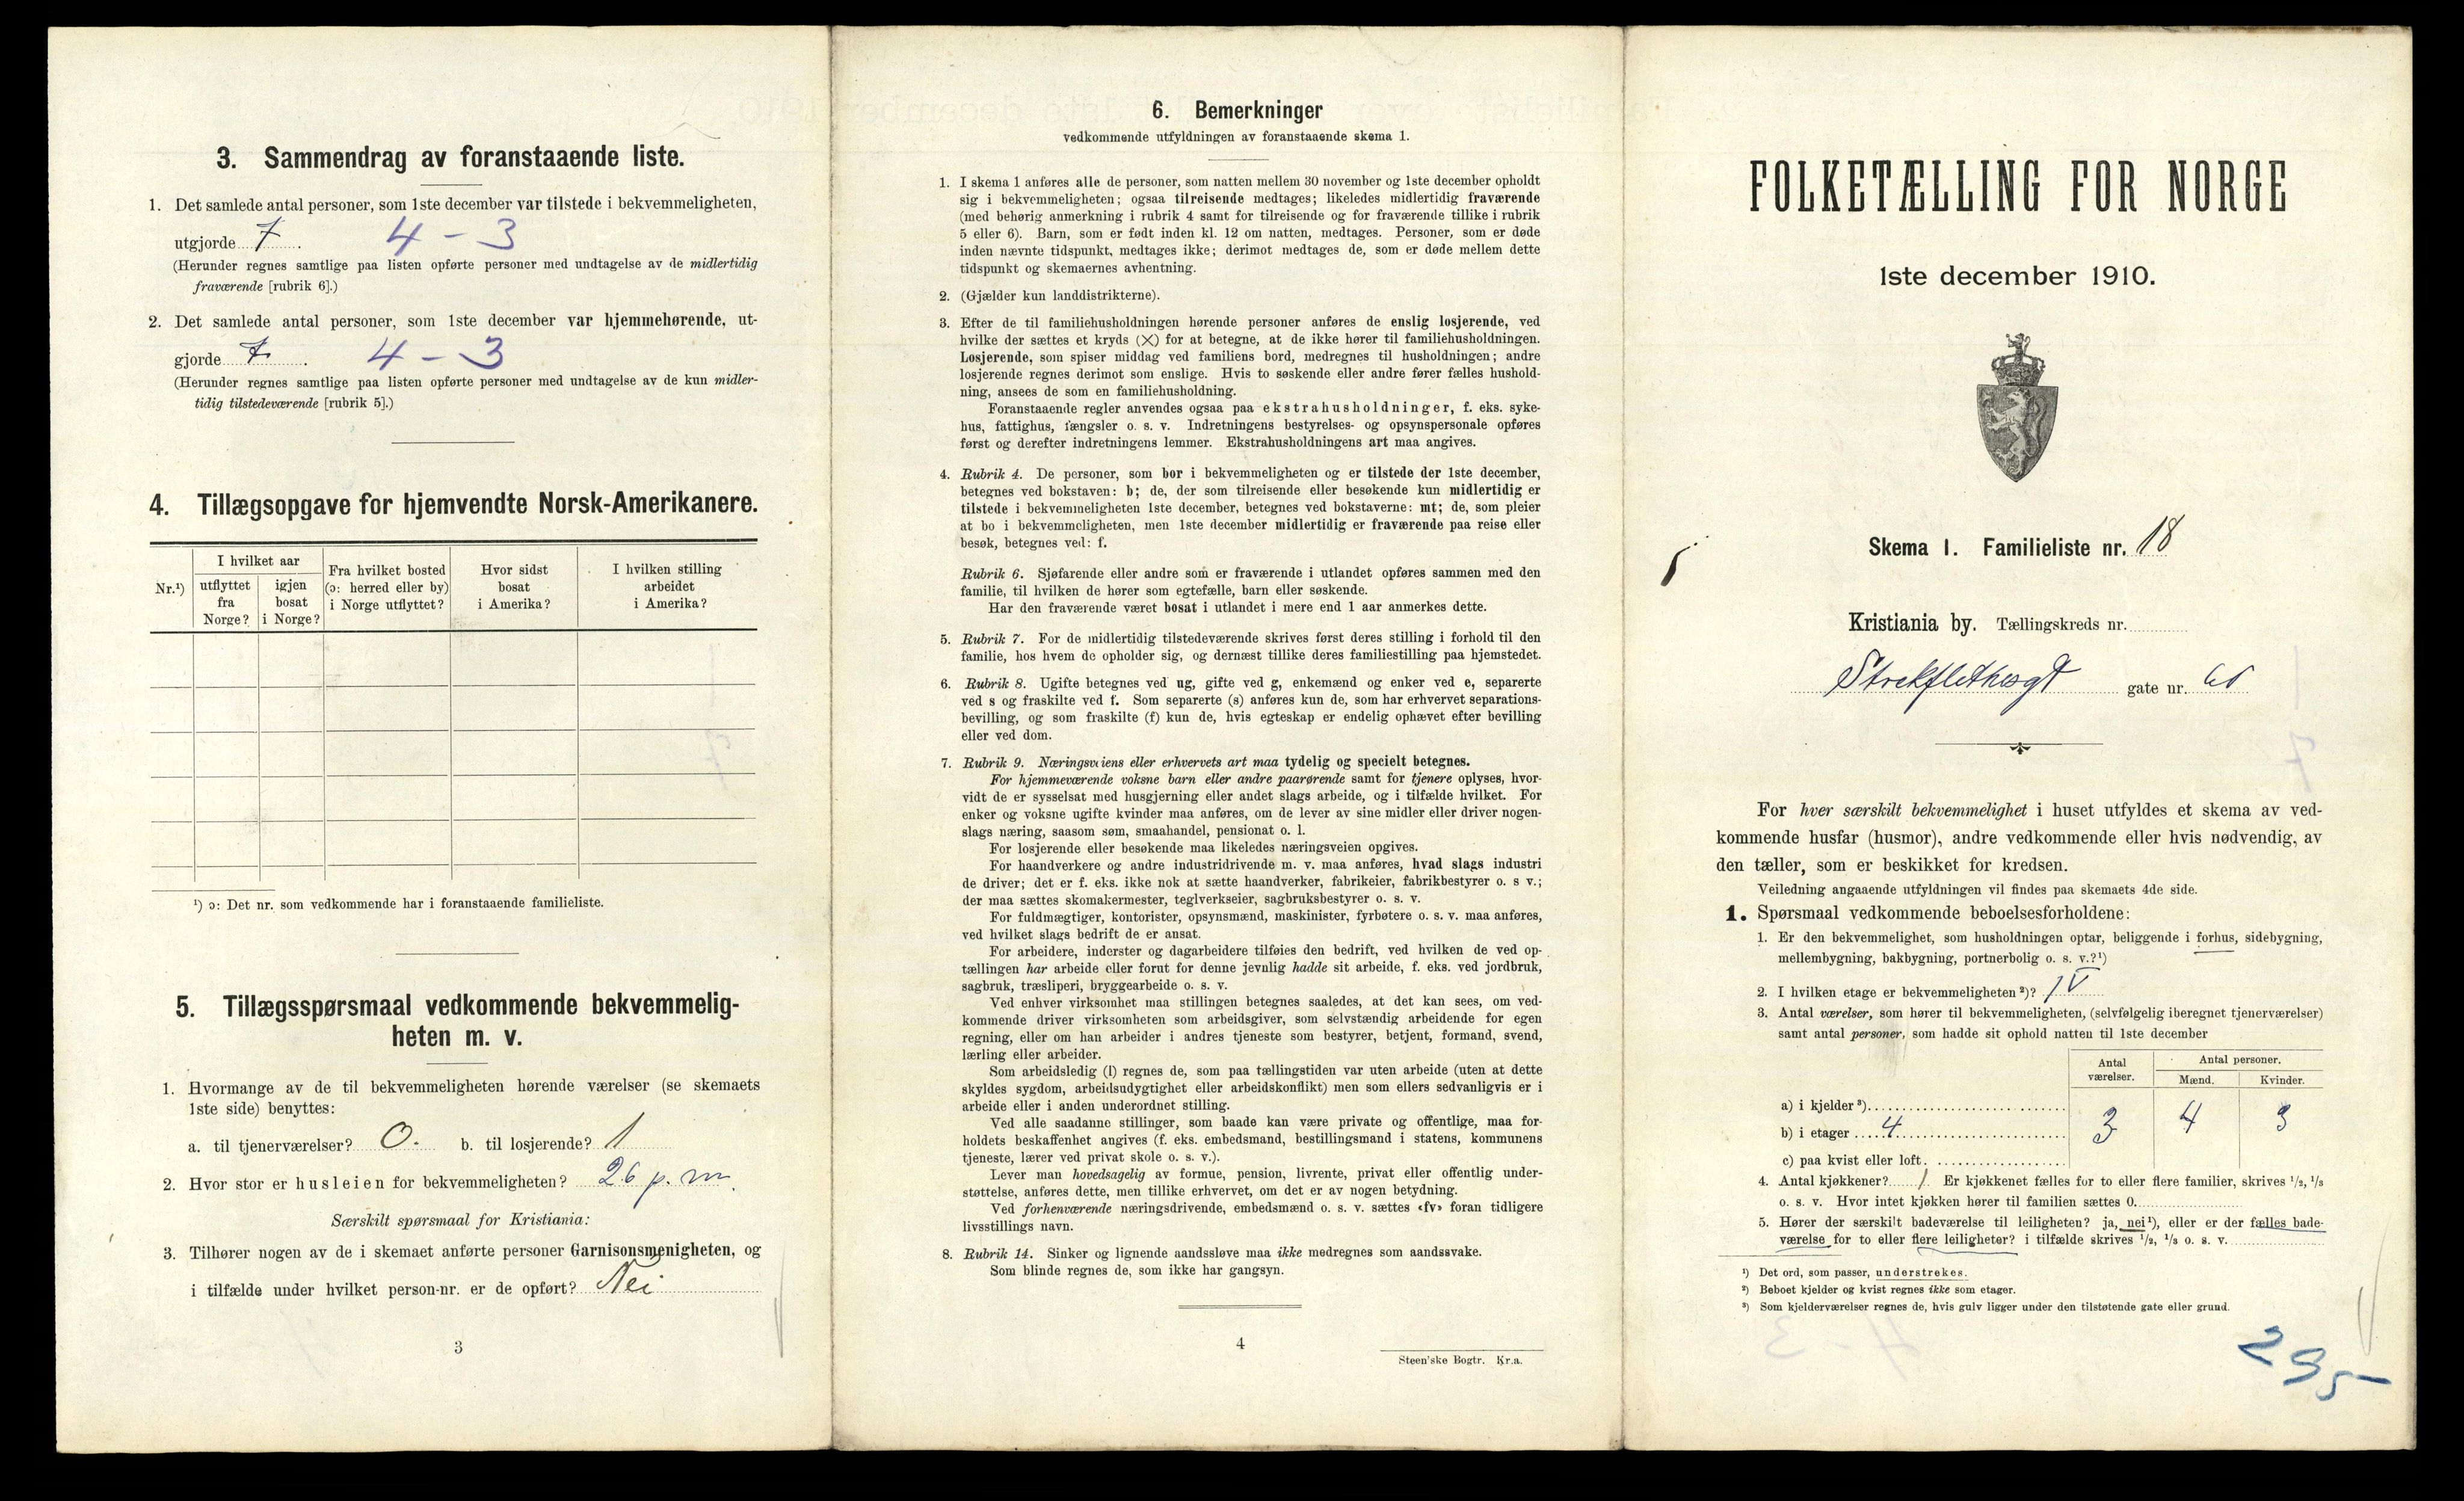 3. Sammendrag av foranstaaende liste.
1. Det samlede antal personer, som 1ste december var tilstede i bekvemmeligheten,
utgjorde 7. 4 - 3
(Herunder regnes samtlige paa listen opførte personer med undtagelse av de midlertidig
fraværende [rubrik 6].)
2. Det samlede antal personer, som 1ste december var hjemmehørende, ut-
gjorde 7. 4 - 3
(Herunder regnes samtlige paa listen opførte personer med undtagelse av de kun midler-
tidig tilstedeværende [rubrik 5].)
4. Tillægsopgave for hjemvendte Norsk-Amerikanere.
Nr.¹)
I hvilket aar
utflyttet
fra
Norge?
igjen
bosat
i Norge?
Fra hvilket bosted
(ɔ: herred eller by)
i Norge utflyttet?
Hvor sidst
bosat
i Amerika?
I hvilken stilling
arbeidet
i Amerika?
¹) ɔ: Det nr. som vedkommende har i foranstaaende familieliste.
5. Tillægsspørsmaal vedkommende bekvemmelig-
heten m. v.
1. Hvormange av de til bekvemmeligheten hørende værelser (se skemaets
1ste side) benyttes:
a. til tjenerværelser? 0. b. til losjerende? 1
2. Hvor stor er husleien for bekvemmeligheten? 26 p. m.
Særskilt spørsmaal for Kristiania:
3. Tilhører nogen av de i skemaet anførte personer Garnisonsmenigheten, og
i tilfælde under hvilket person-nr. er de opført? Nei
3
6. Bemerkninger
vedkommende utfyldningen av foranstaaende skema 1.
1. I skema 1 anføres alle de personer, som natten mellem 30 november og 1ste december opholdt
sig i bekvemmeligheten; ogsaa tilreisende medtages; likeledes midlertidig fraværende
(med behørig anmerkning i rubrik 4 samt for tilreisende og for fraværende tillike i rubrik
5 eller 6). Barn, som er født inden kl. 12 om natten, medtages. Personer, som er døde
inden nævnte tidspunkt, medtages ikke; derimot medtages de, som er døde mellem dette
tidspunkt og skemaernes avhentning.
2. (Gjælder kun landdistrikterne).
3. Efter de til familiehusholdningen hørende personer anføres de enslig losjerende, ved
hvilke der sættes et kryds (×) for at betegne, at de ikke hører til familiehusholdningen.
Losjerende, som spiser middag ved familiens bord, medregnes til husholdningen; andre
losjerende regnes derimot som enslige. Hvis to søskende eller andre fører fælles hushold-
ning, ansees de som en familiehusholdning.
Foranstaaende regler anvendes ogsaa paa ekstrahusholdninger, f. eks. syke-
hus, fattighus, fængsler o. s. v. Indretningens bestyrelses- og opsynspersonale opføres
først og derefter indretningens lemmer. Ekstrahusholdningens art maa angives.
4. Rubrik 4. De personer, som bor i bekvemmeligheten og er tilstede der 1ste december,
betegnes ved bokstaven: b; de, der som tilreisende eller besøkende kun midlertidig er
tilstede i bekvemmeligheten 1ste december, betegnes ved bokstaverne: mt; de, som pleier
at bo i bekvemmeligheten, men 1ste december midlertidig er fraværende paa reise eller
besøk, betegnes ved: f.
Rubrik 6. Sjøfarende eller andre som er fraværende i utlandet opføres sammen med den
familie, til hvilken de hører som egtefælle, barn eller søskende.
Har den fraværende været bosat i utlandet i mere end 1 aar anmerkes dette.
5. Rubrik 7. For de midlertidig tilstedeværende skrives først deres stilling i forhold til den
familie, hos hvem de opholder sig, og dernæst tillike deres familiestilling paa hjemstedet.
6. Rubrik 8. Ugifte betegnes ved ug, gifte ved g, enkemænd og enker ved e, separerte
ved s og fraskilte ved f. Som separerte (s) anføres kun de, som har erhvervet separations-
bevilling, og som fraskilte (f) kun de, hvis egteskap er endelig ophævet efter bevilling
eller ved dom.
7. Rubrik 9. Næringsveiens eller erhvervets art maa tydelig og specielt betegnes.
For hjemmeværende voksne barn eller andre paarørende samt for tjenere oplyses, hvor-
vidt de er sysselsat med husgjerning eller andet slags arbeide, og i tilfælde hvilket. For
enker og voksne ugifte kvinder maa anføres, om de lever av sine midler eller driver nogen-
slags næring, saasom søm, smaahandel, pensionat o. l.
For losjerende eller besøkende maa likeledes næringsveien opgives.
For haandverkere og andre industridrivende m. v. maa anføres, hvad slags industri
de driver; det er f. eks. ikke nok at sætte haandverker, fabrikeier, fabrikbestyrer o. s v.;
der maa sættes skomakermester, teglverkseier, sagbruksbestyrer o. s. v.
For fuldmægtiger, kontorister, opsynsmænd, maskinister, fyrbøtere o. s. v. maa anføres,
ved hvilket slags bedrift de er ansat.
For arbeidere, inderster og dagarbeidere tilføies den bedrift, ved hvilken de ved op-
tællingen har arbeide eller forut for denne jevnlig hadde sit arbeide, f. eks. ved jordbruk,
sagbruk, træsliperi, bryggearbeide o. s. v.
Ved enhver virksomhet maa stillingen betegnes saaledes, at det kan sees, om ved-
kommende driver virksomheten som arbeidsgiver, som selvstændig arbeidende for egen
regning, eller om han arbeider i andres tjeneste som bestyrer, betjent, formand, svend,
lærling eller arbeider.
Som arbeidsledig (l) regnes de, som paa tællingstiden var uten arbeide (uten at dette
skyldes sygdom, arbeidsudygtighet eller arbeidskonflikt) men som ellers sedvanligvis er i
arbeide eller i anden underordnet stilling.
Ved alle saadanne stillinger, som baade kan være private og offentlige, maa for-
holdets beskaffenhet angives (f. eks. embedsmand, bestillingsmand i statens, kommunens
tjeneste, lærer ved privat skole o. s. v.).
Lever man hovedsagelig av formue, pension, livrente, privat eller offentlig under-
støttelse, anføres dette, men tillike erhvervet, om det er av nogen betydning.
Ved forhenværende næringsdrivende, embedsmænd o. s. v. sættes «fv» foran tidligere
livsstillings navn.
8. Rubrik 14. Sinker og lignende aandssløve maa ikke medregnes som aandssvake.
Som blinde regnes de, som ikke har gangsyn.
4
Steen'ske Bogtr. Kr.a.
FOLKETÆLLING FOR NORGE
1ste december 1910.
Skema 1. Familieliste nr. 18
Kristiania by. Tællingskreds nr.
gate nr.
For hver særskilt bekvemmelighet i huset utfyldes et skema av ved-
kommende husfar (husmor), andre vedkommende eller hvis nødvendig, av
den tæller, som er beskikket for kredsen.
Veiledning angaaende utfyldningen vil findes paa skemaets 4de side.
1. Spørsmaal vedkommende beboelsesforholdene:
1. Er den bekvemmelighet, som husholdningen optar, beliggende i forhus, sidebygning,
mellembygning, bakbygning, portnerbolig o. s. v.?¹)
2. I hvilken etage er bekvemmeligheten²)? IV
3. Antal værelser, som hører til bekvemmeligheten, (selvfølgelig iberegnet tjenerværelser)
samt antal personer, som hadde sit ophold natten til 1ste december
Antal
værelser.
Antal personer.
Mænd. Kvinder.
a) i kjelder³)
b) i etager 4 3 4 3
c) paa kvist eller loft.
4. Antal kjøkkener? 1 Er kjøkkenet fælles for to eller flere familier, skrives ¹/₂, ¹/₃
o. s. v. Hvor intet kjøkken hører til familien sættes 0.
5. Hører der særskilt badeværelse til leiligheten? ja, nei¹), eller er der fælles bade-
værelse for to eller flere leiligheter? i tilfælde skrives ¹/₂, ¹/₃ o. s. v.
¹) Det ord, som passer, understrekes.
²) Beboet kjelder og kvist regnes ikke som etager.
³) Som kjelderværelser regnes de, hvis gulv ligger under den tilstøtende gate eller grund.
295